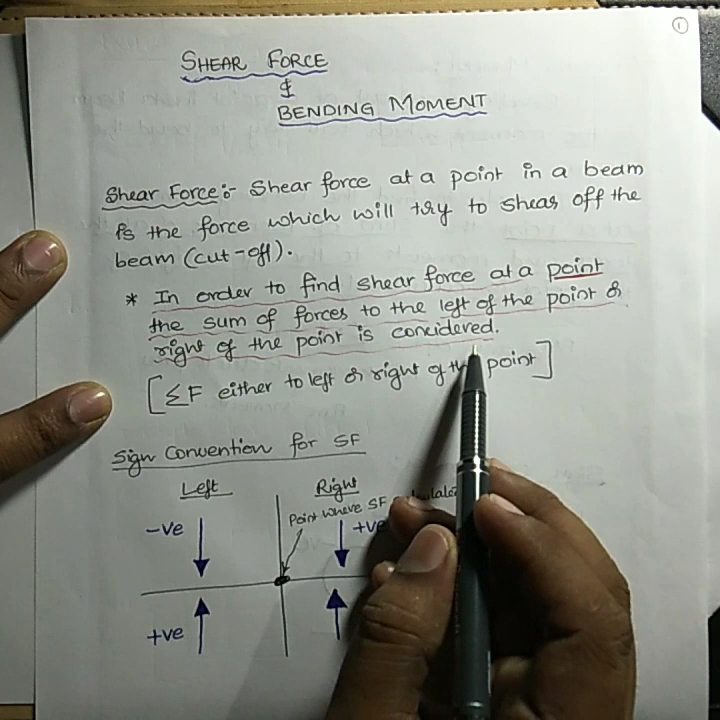 1
SHEAR FORCE
&
BENDING MOMENT
Shear Force:- Shear force at a point in a beam
is the force which will try to shear off the
beam (cut-off).
* In order to find shear force at a point
the sum of forces to the left of the point or
right of the point is considered.
[ΣF either to left or right of the point]
Sign Convention for SF
Left Right
Point where SF calculated
-ve +ve
+ve